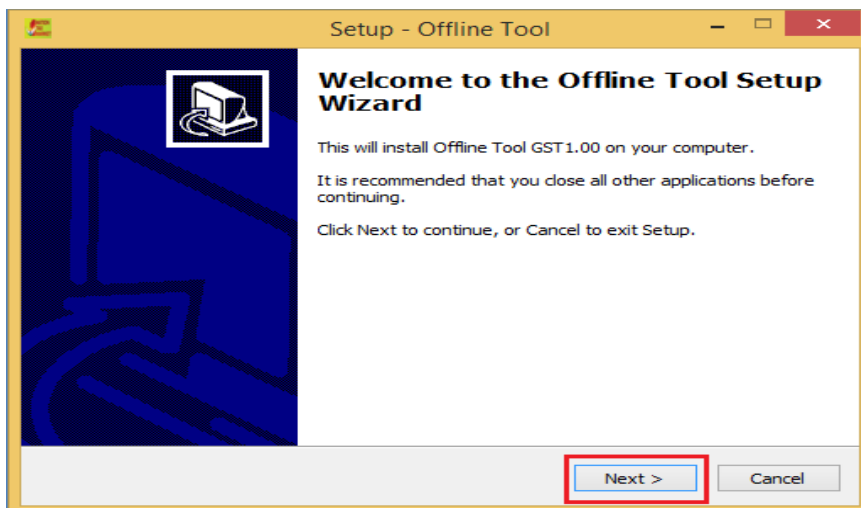 Setup - Offline Tool
Welcome to the Offline Tool Setup
Wizard
This will install Offline Tool GST1.00 on your computer.
It is recommended that you close all other applications before
continuing.
Click Next to continue, or Cancel to exit Setup.
Next >
Cancel